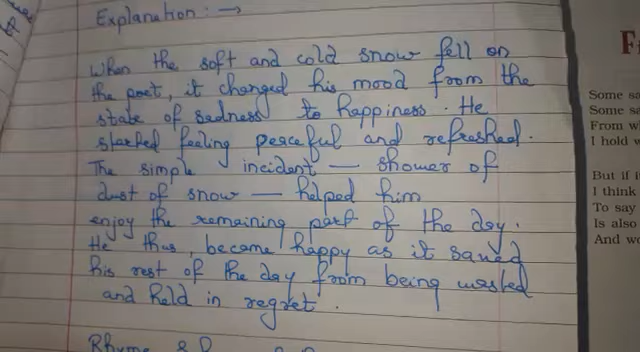 Explanation : →
When the soft and cold snow fell on
the poet, it changed his mood from the
state of sadness to happiness. He
started feeling peaceful and refreshed.
The simple incident — shower of
dust of snow — helped him
enjoy the remaining part of the day.
He thus, became happy as it saved
his rest of the day from being wasted
and held in regret.
Rhyme
Some sa
Some sa
From w
I hold w
But if i
I think
To say
Is also
And wo